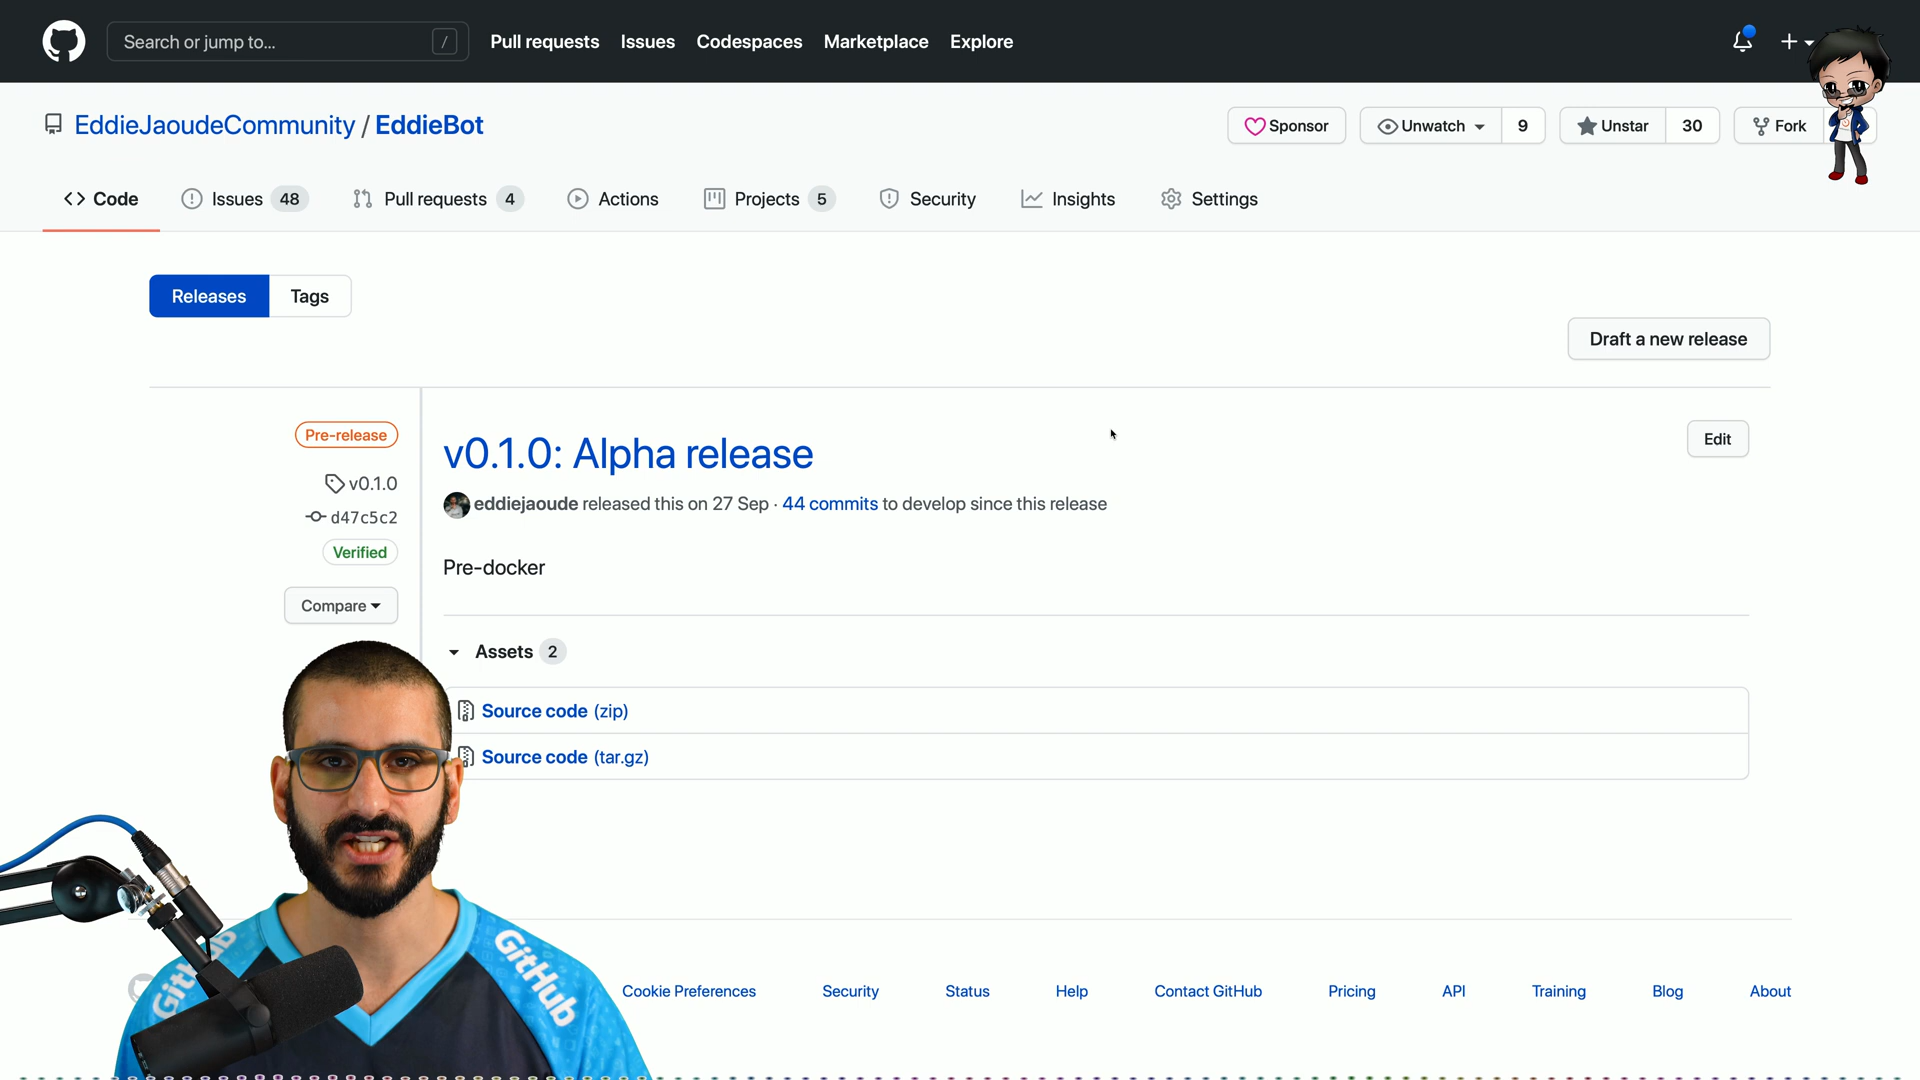 Search or jump to... /
Pull requests Issues Codespaces Marketplace Explore
EddieJaoudeCommunity / EddieBot
Sponsor
Unwatch 9
Unstar 30
Fork
Code
Issues 48
Pull requests 4
Actions
Projects 5
Security
Insights
Settings
Releases Tags
Draft a new release
Pre-release
v0.1.0
d47c5c2
Verified
Compare
v0.1.0: Alpha release
Edit
eddiejaoude released this on 27 Sep · 44 commits to develop since this release
Pre-docker
Assets 2
Source code (zip)
Source code (tar.gz)
GitHub
GitHub
Cookie Preferences Security Status Help Contact GitHub Pricing API Training Blog About